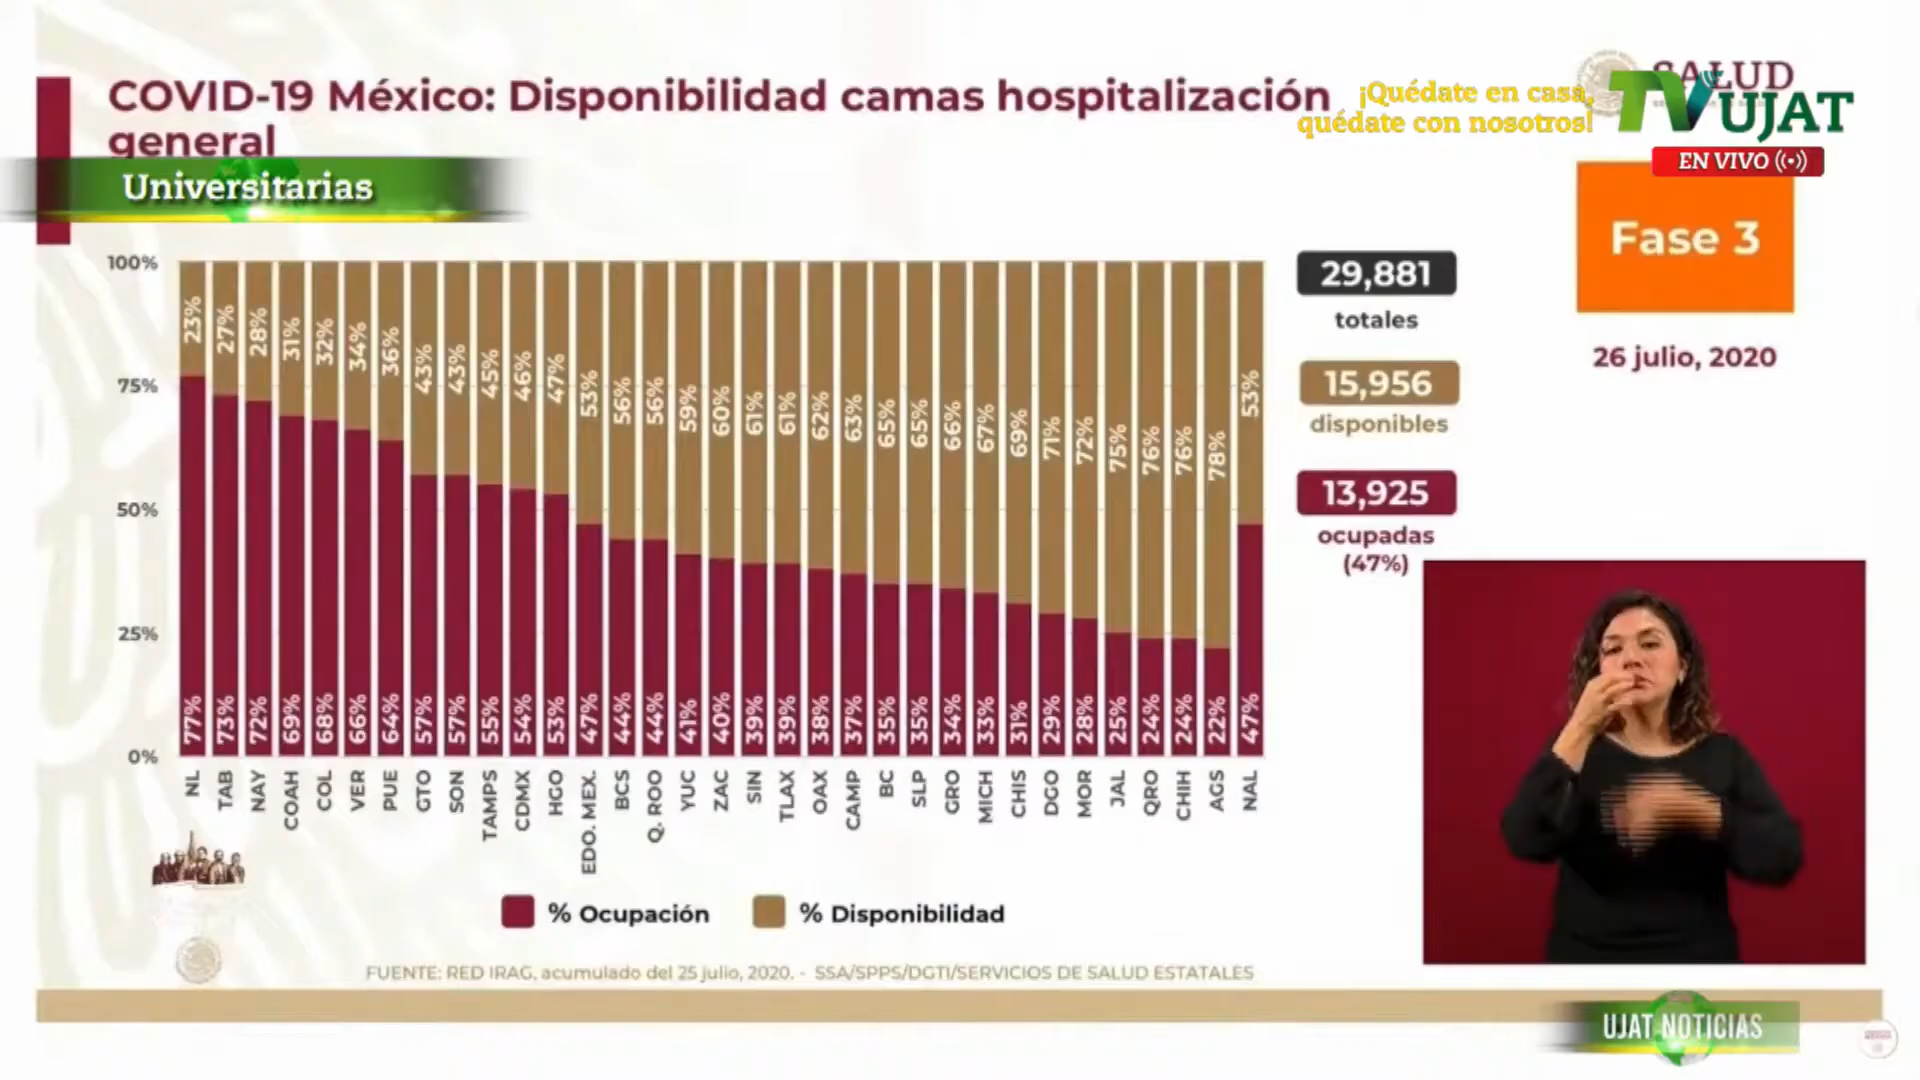 COVID-19 México: Disponibilidad camas hospitalización
general
¡Quédate en casa,
quédate con nosotros!
SALUD
TVUJAT
EN VIVO
Universitarias
Fase 3
26 julio, 2020
29,881
totales
15,956
disponibles
13,925
ocupadas
(47%)
100%
75%
50%
25%
0%
23% 27% 28% 31% 32% 34% 36% 43% 43% 45% 46% 47% 53% 56% 56% 59% 60% 61% 61% 62% 63% 65% 65% 66% 67% 69% 71% 72% 75% 76% 76% 78% 53%
77% 73% 72% 69% 68% 66% 64% 57% 57% 55% 54% 53% 47% 44% 44% 41% 40% 39% 39% 38% 37% 35% 35% 34% 33% 31% 29% 28% 25% 24% 24% 22% 47%
NL TAB NAY COAH COL VER PUE GTO SON TAMPS CDMX HGO EDO. MEX. BCS Q. ROO YUC ZAC SIN TLAX OAX CAMP BC SLP GRO MICH CHIS DGO MOR JAL QRO CHIH AGS NAL
% Ocupación % Disponibilidad
FUENTE: RED IRAG, acumulado del 25 julio, 2020. - SSA/SPPS/DGTI/SERVICIOS DE SALUD ESTATALES
UJAT NOTICIAS